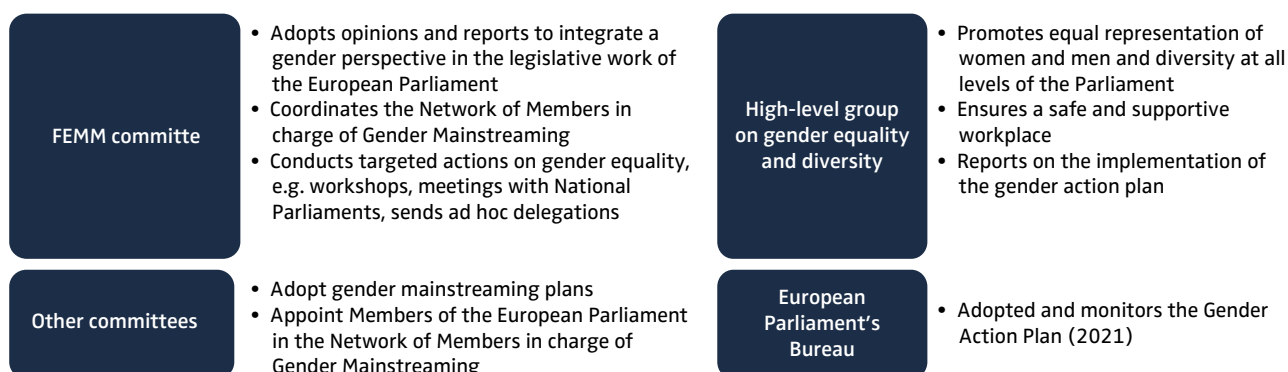 FEMM committe
• Adopts opinions and reports to integrate a
gender perspective in the legislative work of
the European Parliament
• Coordinates the Network of Members in
charge of Gender Mainstreaming
• Conducts targeted actions on gender equality,
e.g. workshops, meetings with National
Parliaments, sends ad hoc delegations
High-level group
on gender equality
and diversity
• Promotes equal representation of
women and men and diversity at all
levels of the Parliament
• Ensures a safe and supportive
workplace
• Reports on the implementation of
the gender action plan
Other committees
• Adopt gender mainstreaming plans
• Appoint Members of the European Parliament
in the Network of Members in charge of
Gender Mainstreaming
European
Parliament’s
Bureau
• Adopted and monitors the Gender
Action Plan (2021)